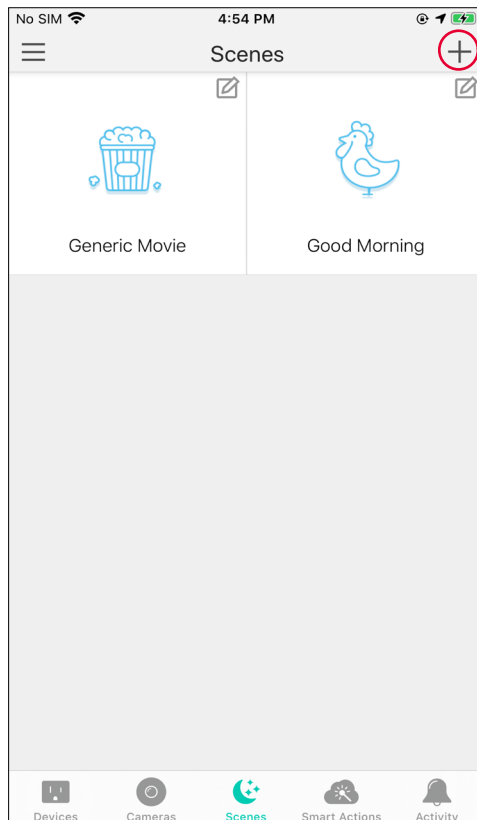 No SIM 4:54 PM
Scenes
Generic Movie Good Morning
Devices Cameras Scenes Smart Actions Activity